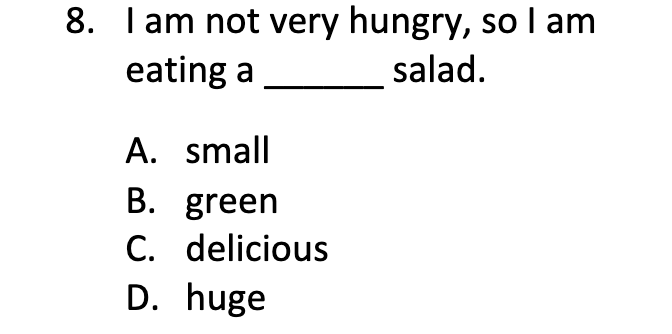 8. I am not very hungry, so I am
eating a ______ salad.
A. small
B. green
C. delicious
D. huge